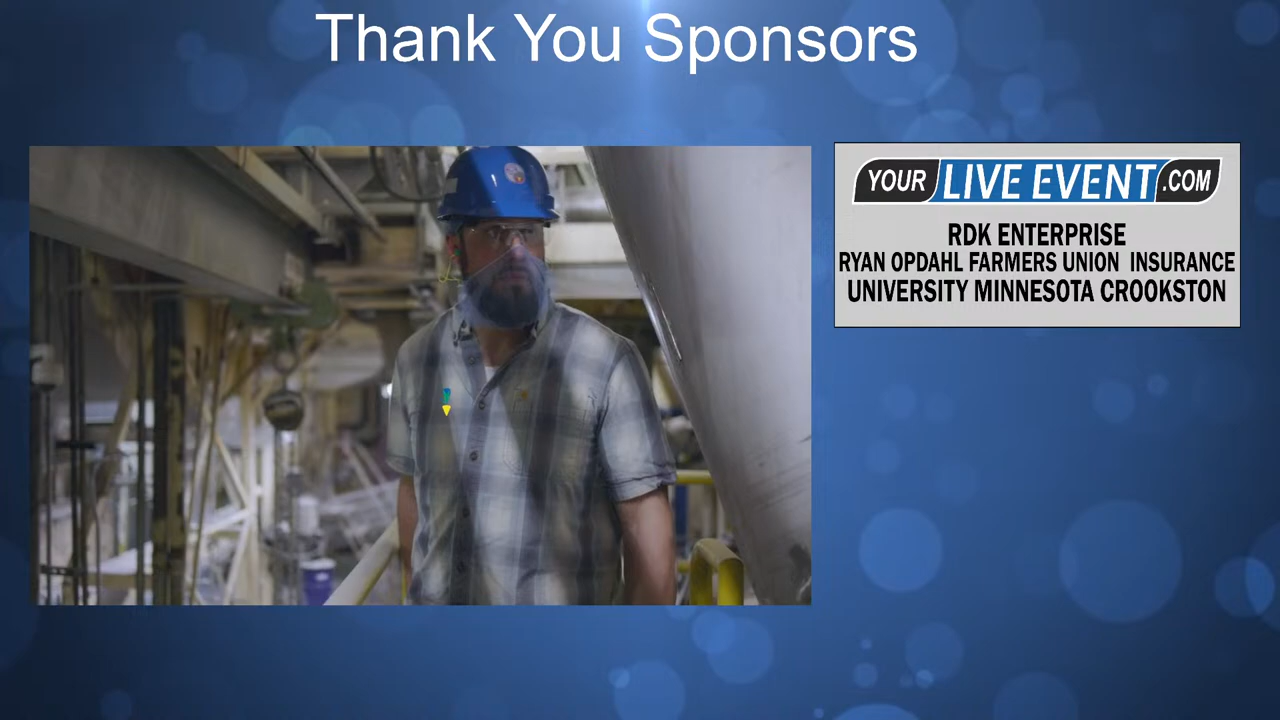 Thank You Sponsors
YOUR LIVE EVENT .COM
RDK ENTERPRISE
RYAN OPDAHL FARMERS UNION INSURANCE
UNIVERSITY MINNESOTA CROOKSTON